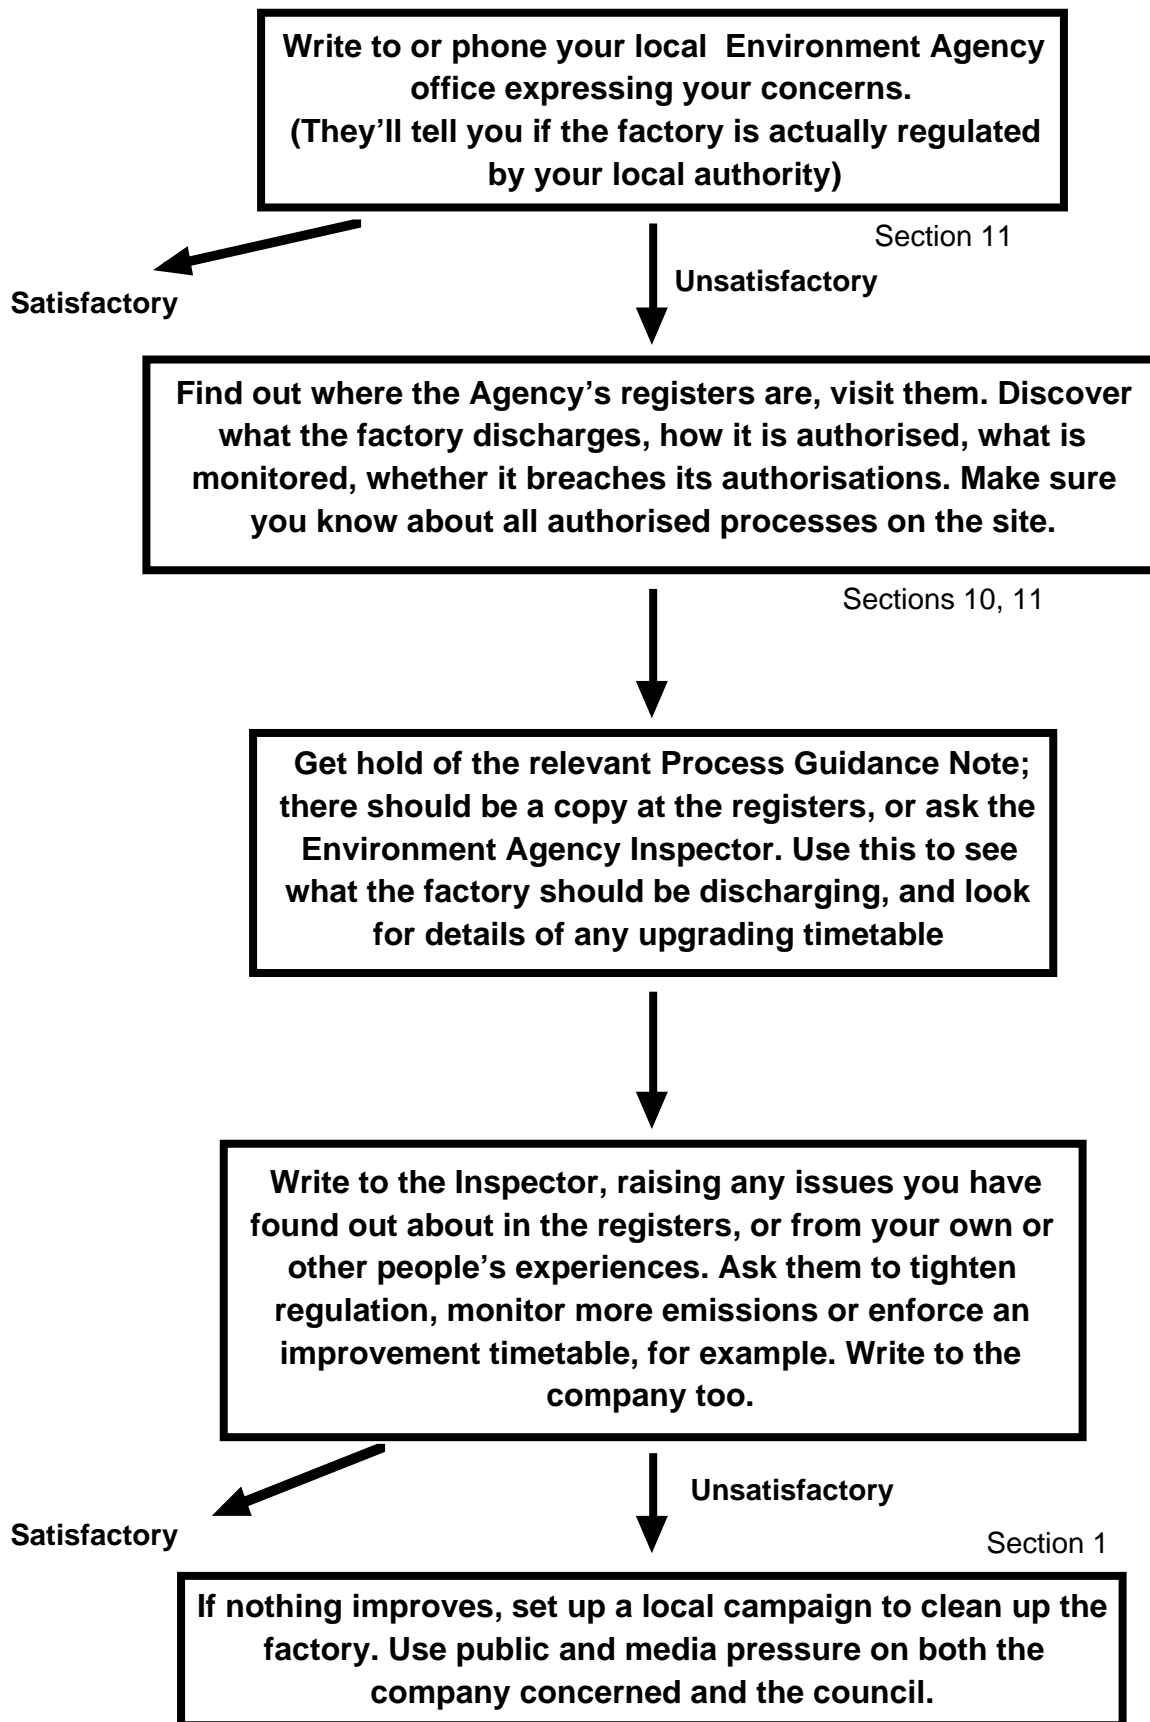 Write to or phone your local Environment Agency
office expressing your concerns.
(They'll tell you if the factory is actually regulated
by your local authority)
Section 11
Satisfactory
Unsatisfactory
Find out where the Agency's registers are, visit them. Discover
what the factory discharges, how it is authorised, what is
monitored, whether it breaches its authorisations. Make sure
you know about all authorised processes on the site.
Sections 10, 11
Get hold of the relevant Process Guidance Note;
there should be a copy at the registers, or ask the
Environment Agency Inspector. Use this to see
what the factory should be discharging, and look
for details of any upgrading timetable
Write to the Inspector, raising any issues you have
found out about in the registers, or from your own or
other people's experiences. Ask them to tighten
regulation, monitor more emissions or enforce an
improvement timetable, for example. Write to the
company too.
Satisfactory
Unsatisfactory
Section 1
If nothing improves, set up a local campaign to clean up the
factory. Use public and media pressure on both the
company concerned and the council.